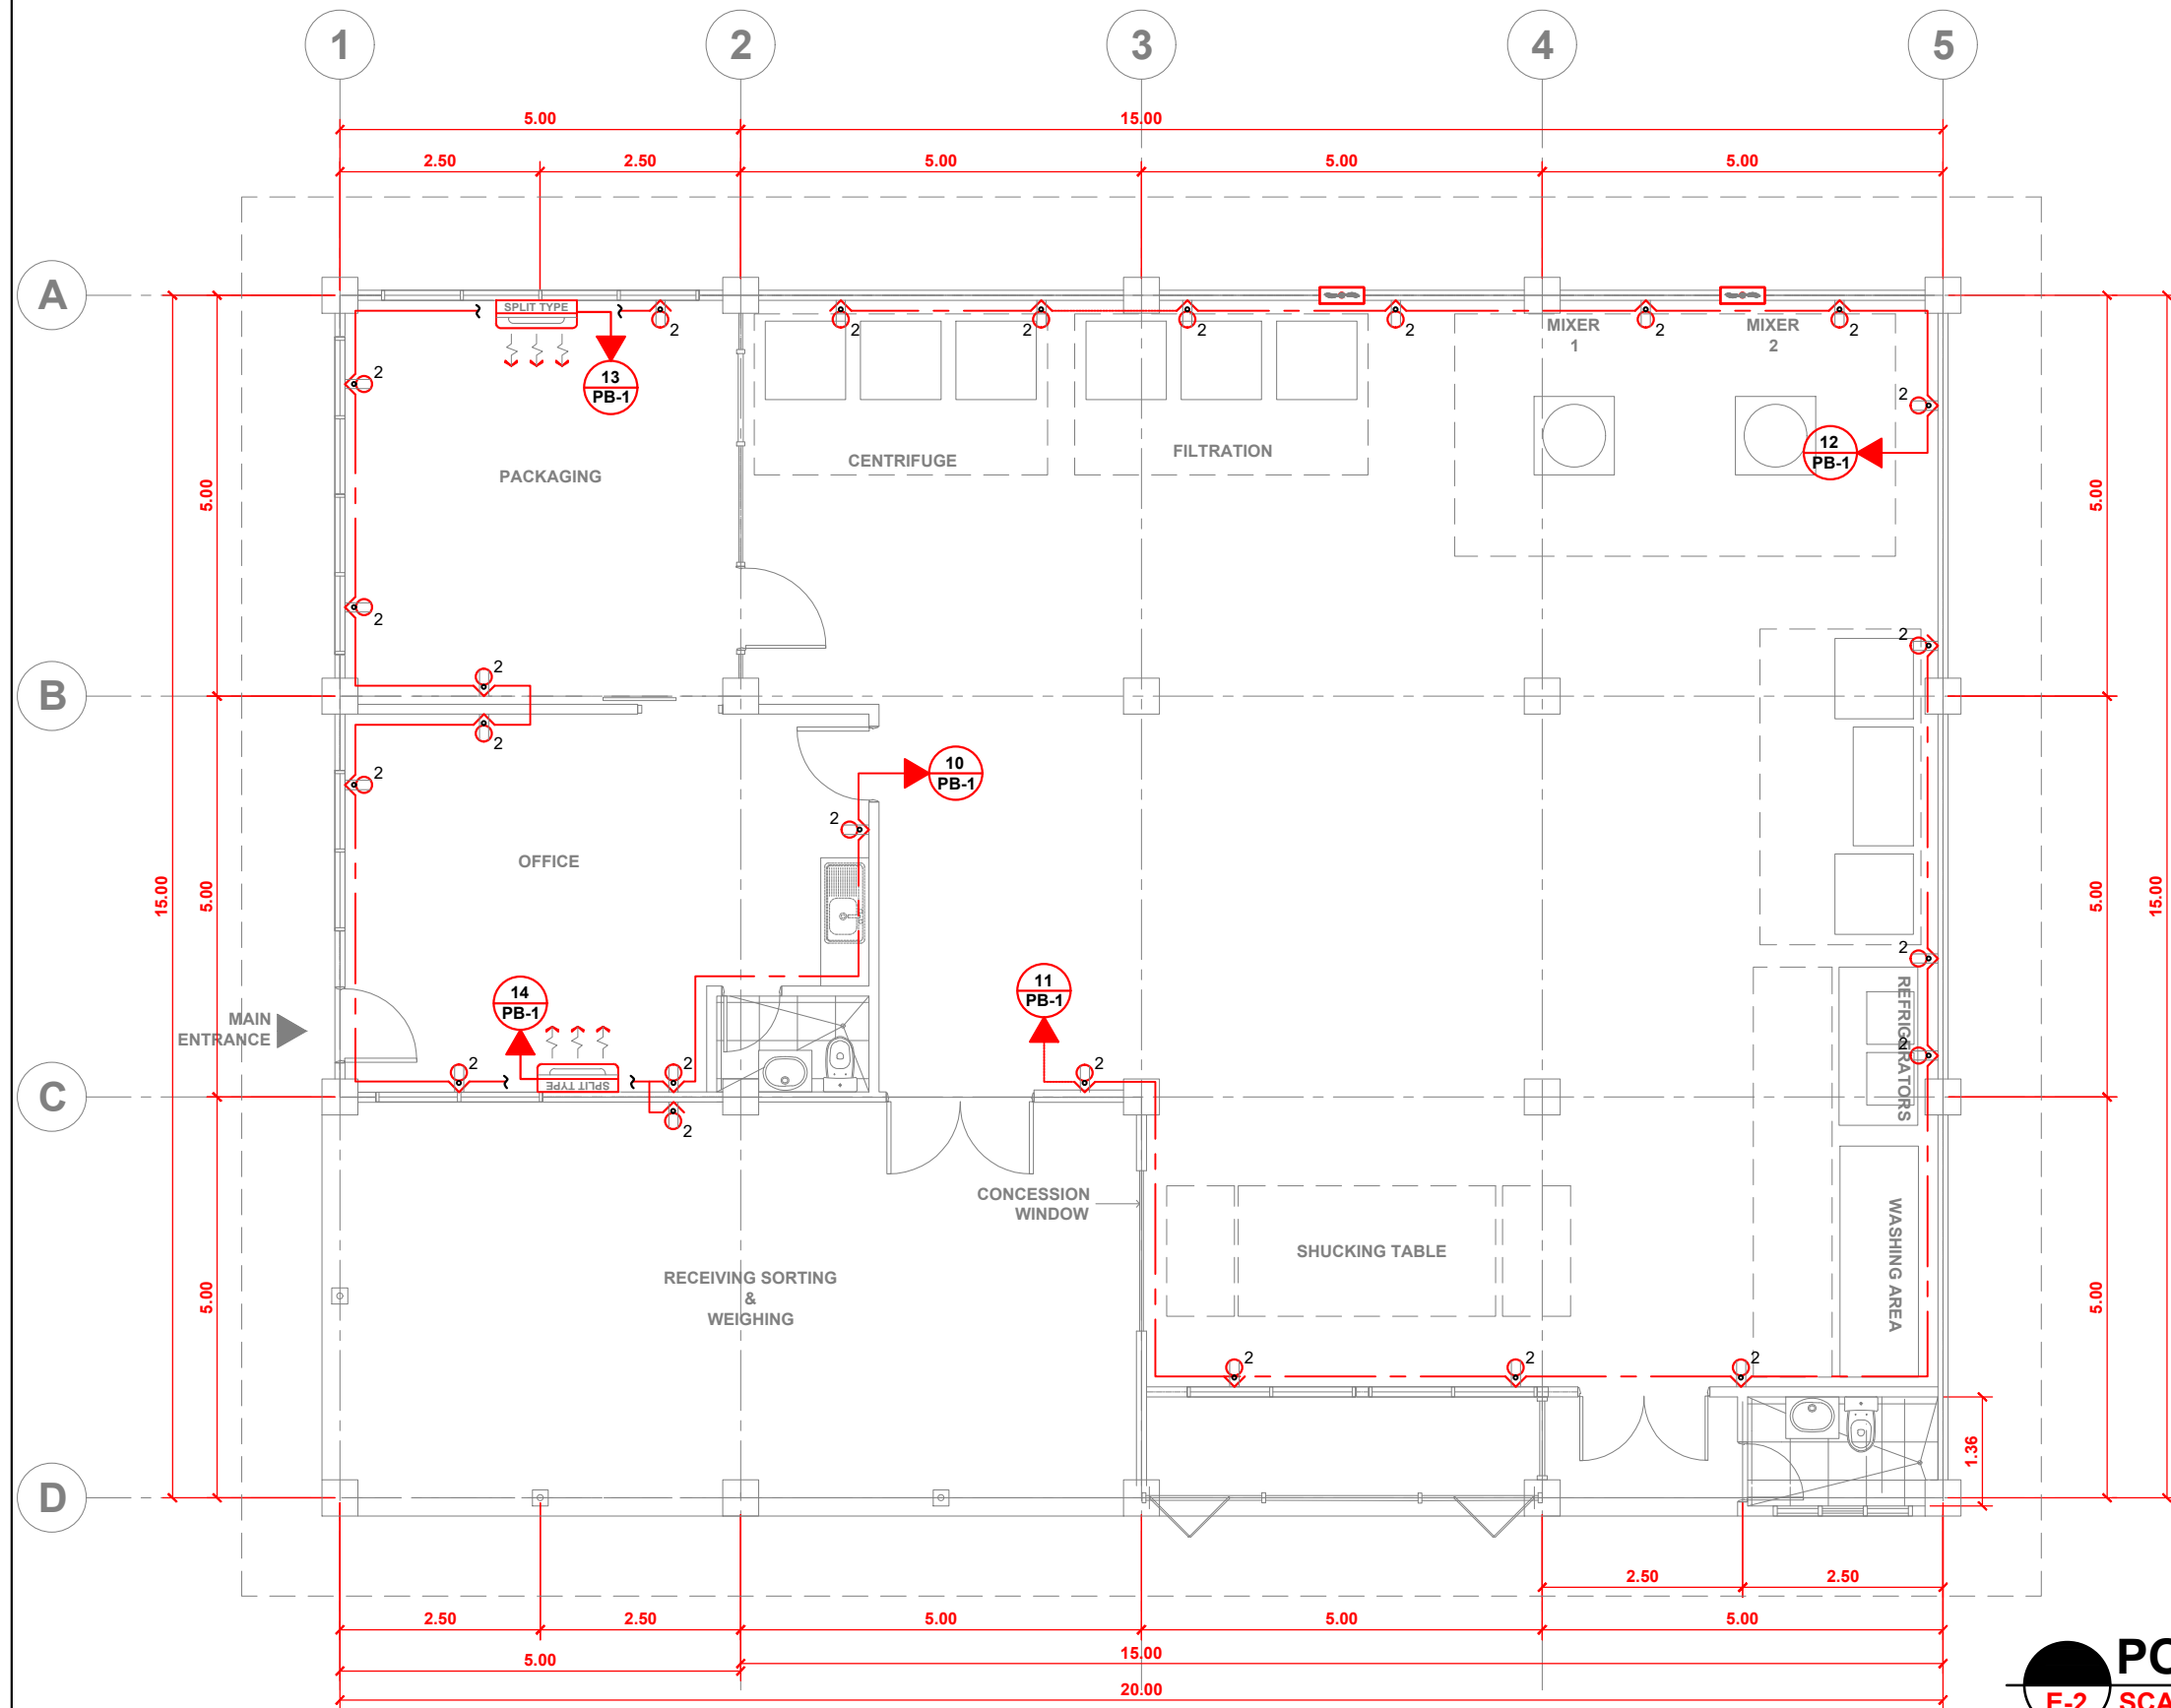 1 2 3 4 5
5.00 15.00
2.50 2.50 5.00 5.00 5.00
A
SPLIT TYPE
2 2 2 2 2 2 2
MIXER
1
MIXER
2
13
PB-1
2
2
12
PB-1
CENTRIFUGE
FILTRATION
PACKAGING
5.00
5.00
2
2
2
B
2
2
10
PB-1
2
OFFICE
15.00
5.00
5.00
15.00
2
REFRIGERATORS
2
14
PB-1
11
PB-1
MAIN
ENTRANCE
2
2
2
SPLIT TYPE
C
2
CONCESSION
WINDOW
WASHING AREA
SHUCKING TABLE
RECEIVING SORTING
&
WEIGHING
5.00
5.00
2 2 2
1.36
D
2.50 2.50
2.50 2.50 5.00 5.00 5.00
5.00 15.00
20.00
PO
E-2 SCA